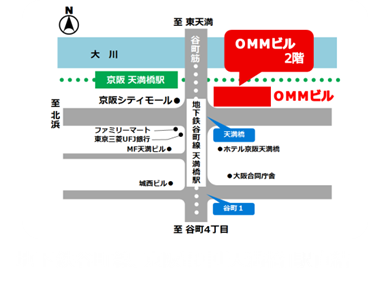 N
至 東天満
大 川
谷町筋
OMMビル
2階
京阪 天満橋駅
OMMビル
京阪シティモール
至 北浜
地下鉄谷町線 天満橋駅
天満橋
ファミリーマート
東京三菱UFJ銀行
MF天満ビル
ホテル京阪天満橋
城西ビル
大阪合同庁舎
谷町1
至 谷町4丁目